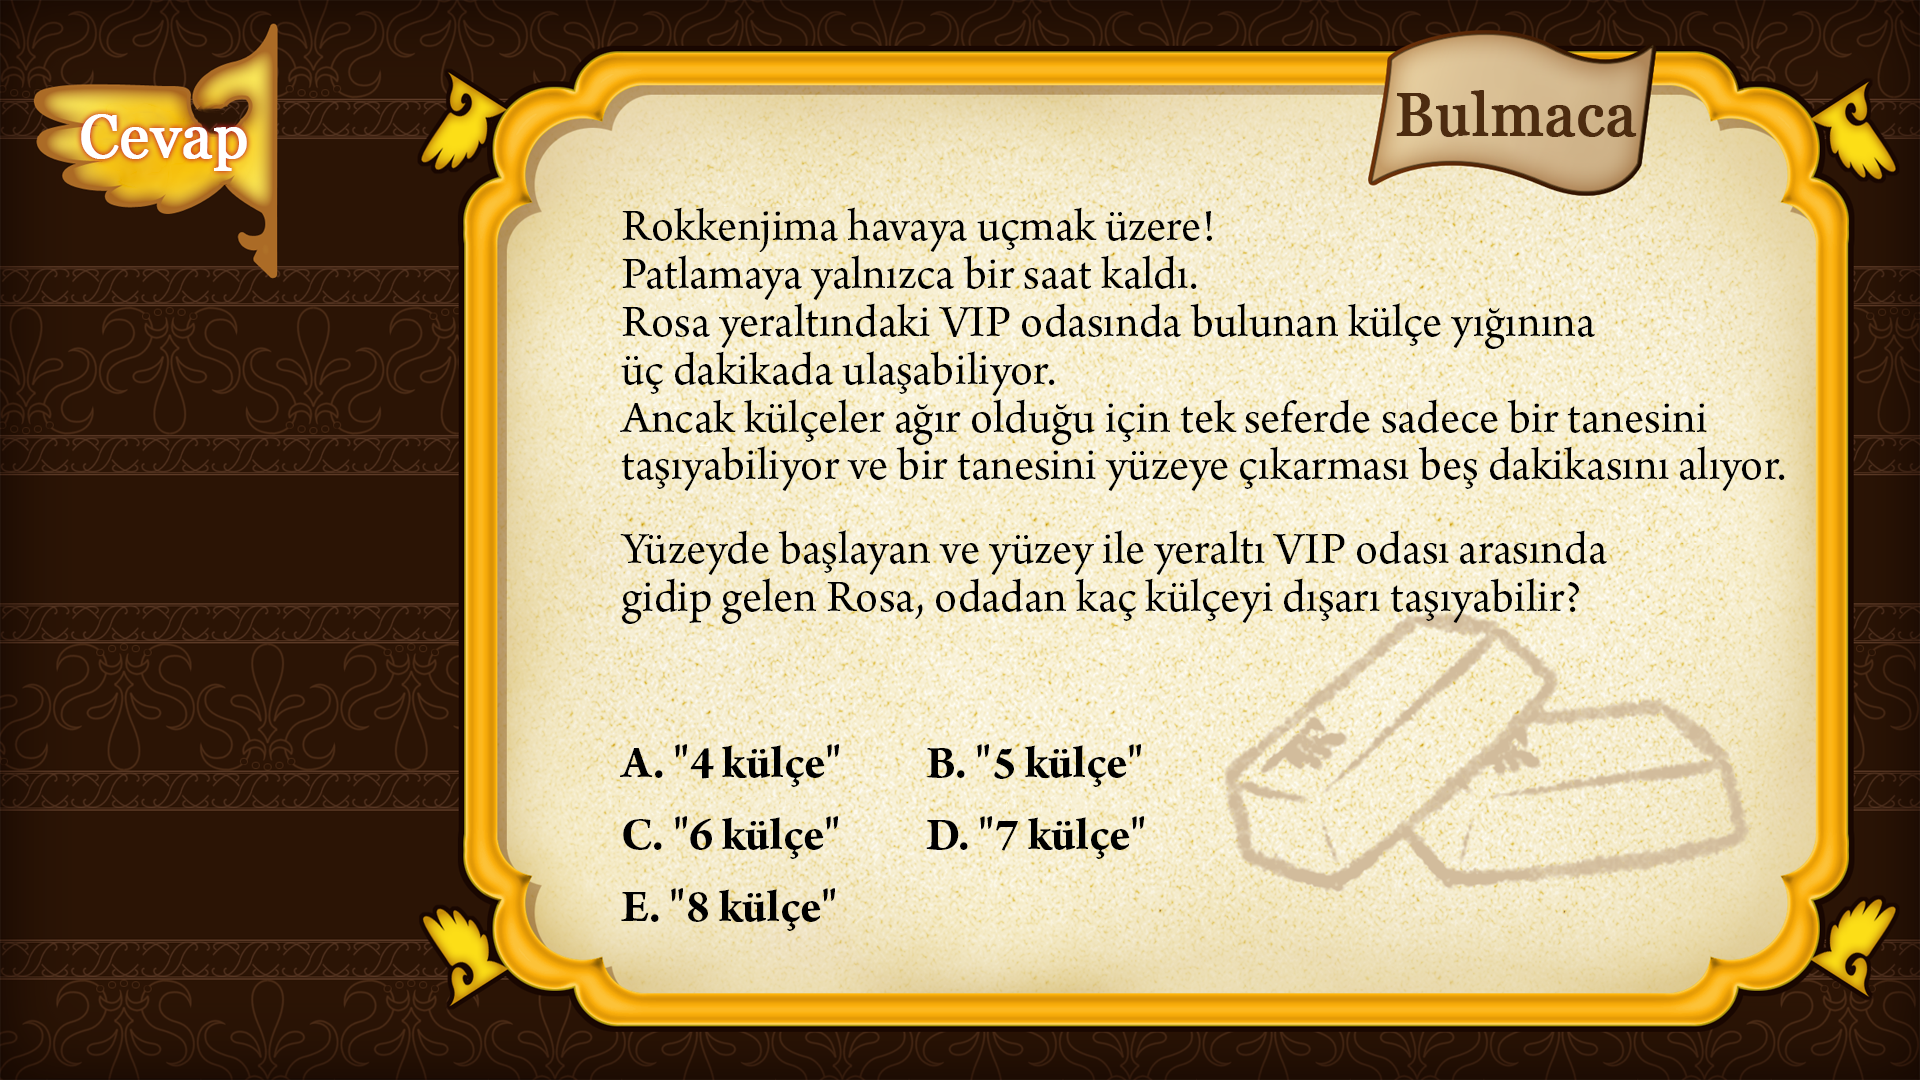 Cevap
Bulmaca
Rokkenjima havaya uçmak üzere!
Patlamaya yalnızca bir saat kaldı.
Rosa yeraltındaki VIP odasında bulunan külçe yığınına
üç dakikada ulaşabiliyor.
Ancak külçeler ağır olduğu için tek seferde sadece bir tanesini
taşıyabiliyor ve bir tanesini yüzeye çıkarması beş dakikasını alıyor.
Yüzeyde başlayan ve yüzey ile yeraltı VIP odası arasında
gidip gelen Rosa, odadan kaç külçeyi dışarı taşıyabilir?
A. "4 külçe" B. "5 külçe"
C. "6 külçe" D. "7 külçe"
E. "8 külçe"